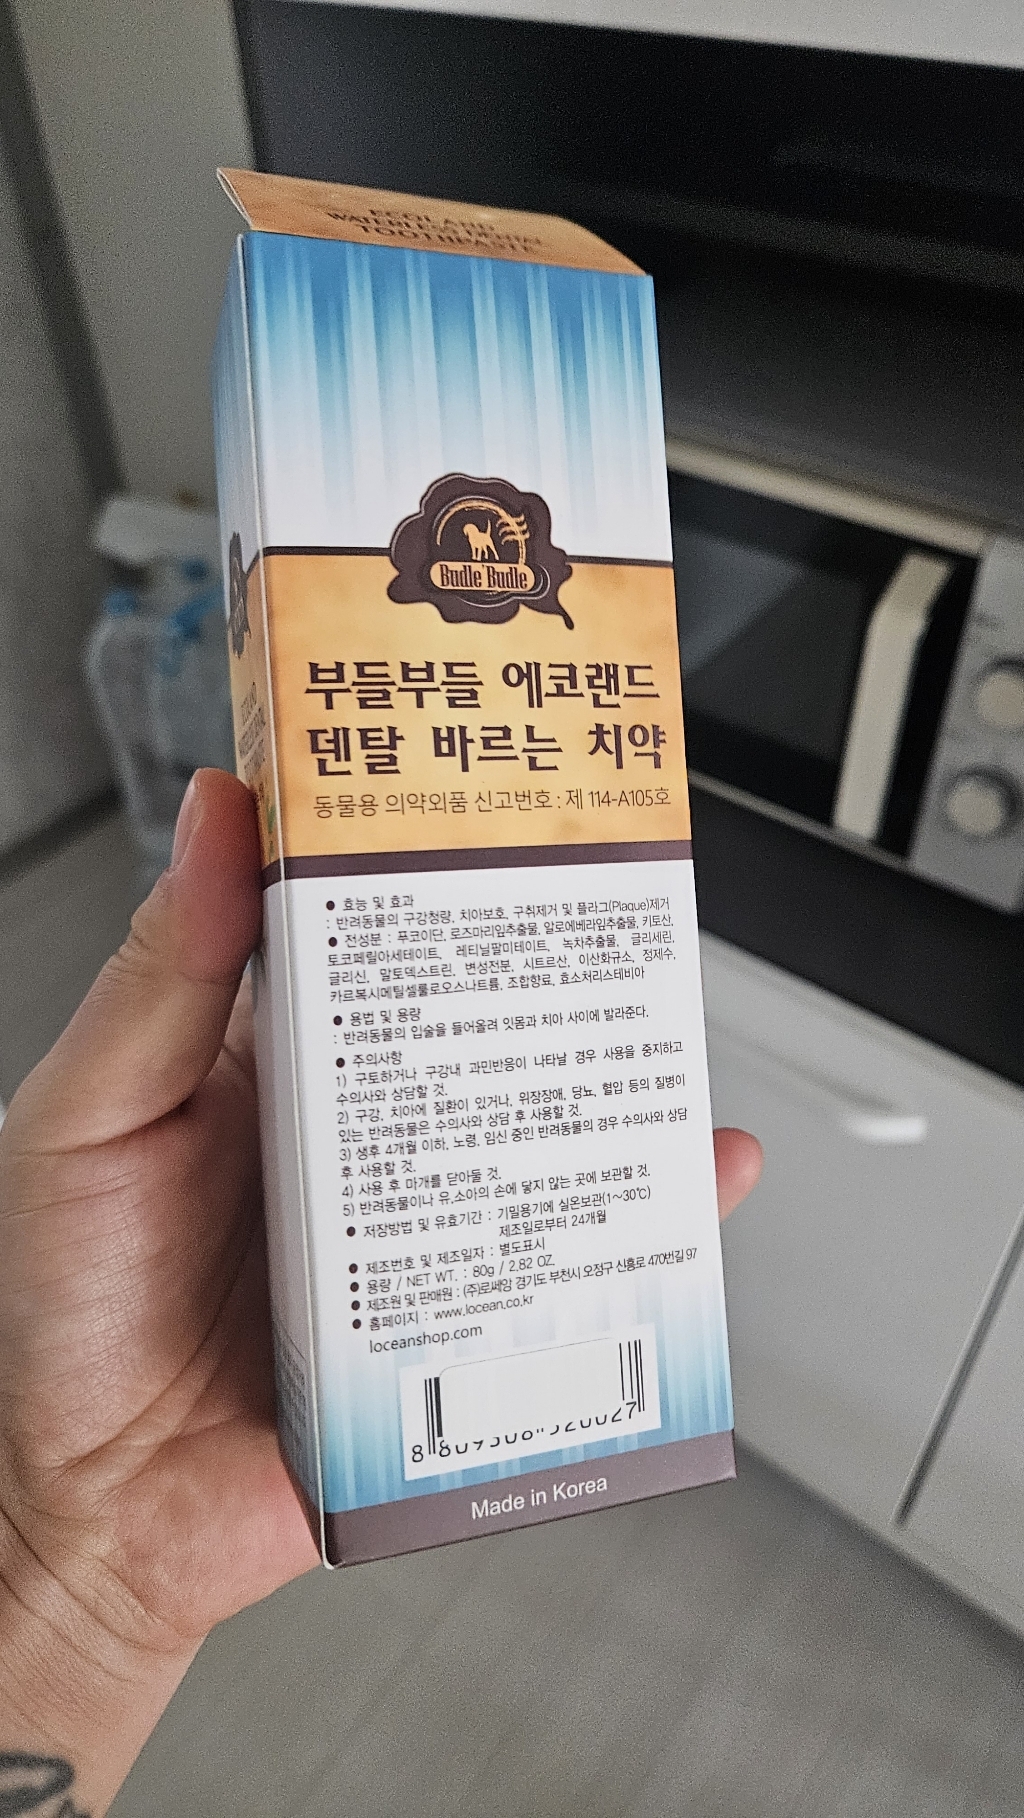 ECOLAND
WATERLESS DENTAL
TOOTHPASTE
Budle'Budle
부들부들 에코랜드
덴탈 바르는 치약
동물용 의약외품 신고번호 : 제 114-A105호
● 효능 및 효과
: 반려동물의 구강청량, 치아보호, 구취제거 및 플라그(Plaque)제거
● 전성분 : 푸코이단, 로즈마리잎추출물, 알로에베라잎추출물, 키토산,
토코페릴아세테이트, 레티닐팔미테이트, 녹차추출물, 글리세린,
글리신, 말토덱스트린, 변성전분, 시트르산, 이산화규소, 정제수,
카르복시메틸셀룰로오스나트륨, 조합향료, 효소처리스테비아
● 용법 및 용량
: 반려동물의 입술을 들어올려 잇몸과 치아 사이에 발라준다.
● 주의사항
1) 구토하거나 구강내 과민반응이 나타날 경우 사용을 중지하고
수의사와 상담할 것.
2) 구강, 치아에 질환이 있거나, 위장장애, 당뇨, 혈압 등의 질병이
있는 반려동물은 수의사와 상담 후 사용할 것.
3) 생후 4개월 이하, 노령, 임신 중인 반려동물의 경우 수의사와 상담
후 사용할 것.
4) 사용 후 마개를 닫아둘 것.
5) 반려동물이나 유.소아의 손에 닿지 않는 곳에 보관할 것.
● 저장방법 및 유효기간 : 기밀용기에 실온보관(1~30℃)
제조일로부터 24개월
● 제조번호 및 제조일자 : 별도표시
● 용량 / NET WT. : 80g / 2.82 OZ.
● 제조원 및 판매원 : (주)로쎄앙 경기도 부천시 오정구 신흥로 470번길 97
● 홈페이지 : www.locean.co.kr
loceanshop.com
8 809508 520027
Made in Korea